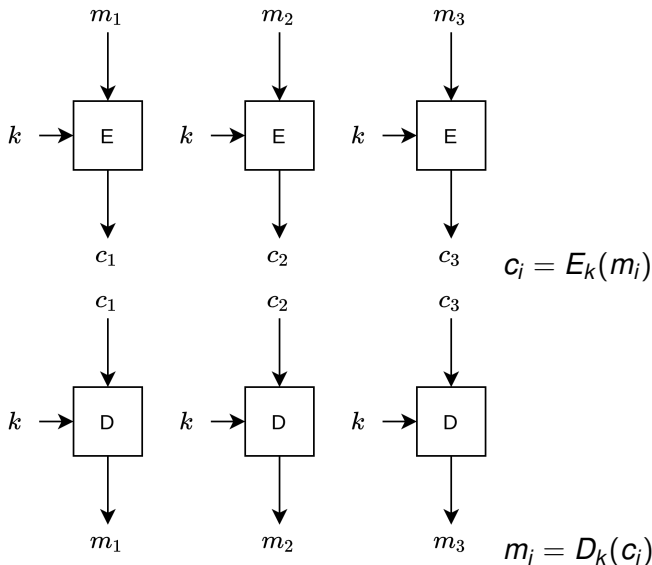 m₁ m₂ m₃
k E k E k E
c₁ c₂ c₃
cᵢ = Eₖ(mᵢ)
c₁ c₂ c₃
k D k D k D
m₁ m₂ m₃
mᵢ = Dₖ(cᵢ)